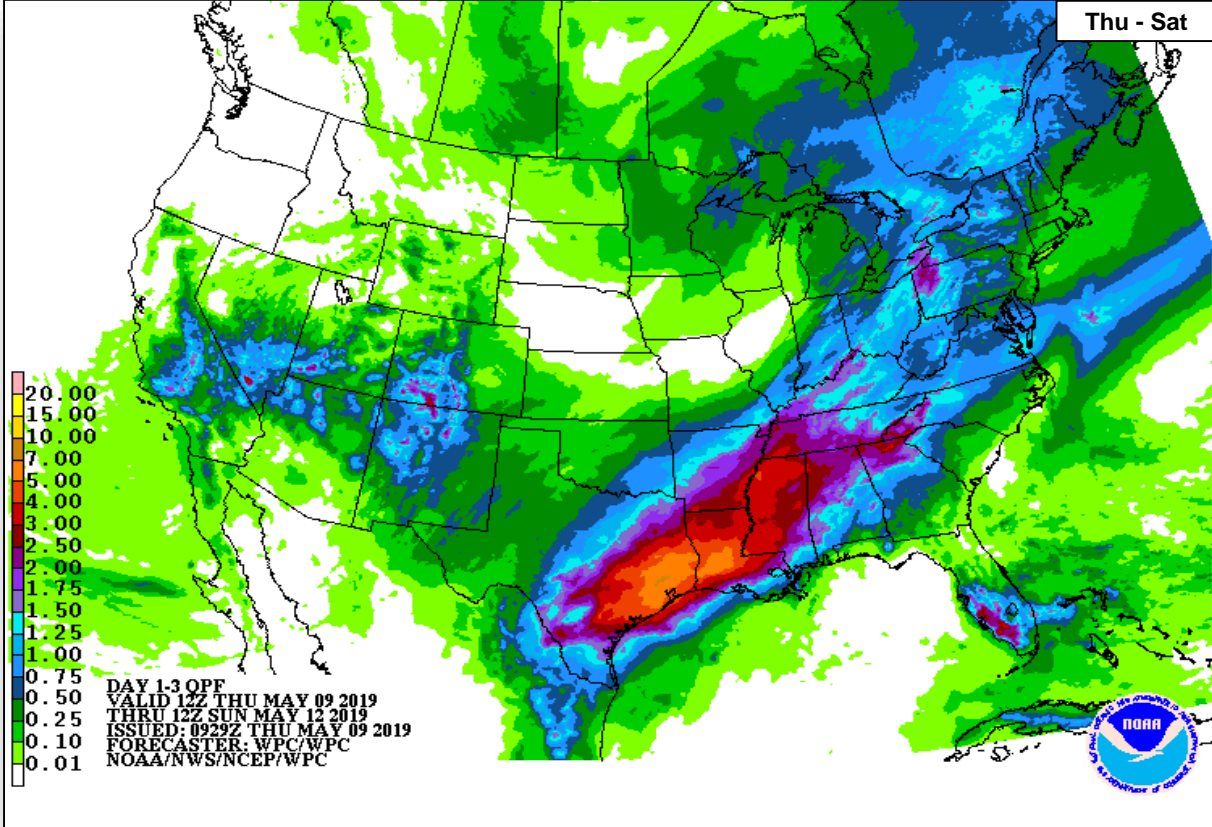 Thu - Sat
20.00
15.00
10.00
7.00
5.00
4.00
3.00
2.50
2.00
1.75
1.50
1.25
1.00
0.75
0.50
0.25
0.10
0.01
DAY 1-3 QPF
VALID 12Z THU MAY 09 2019
THRU 12Z SUN MAY 12 2019
ISSUED: 0929Z THU MAY 09 2019
FORECASTER: WPC/WPC
NOAA/NWS/NCEP/WPC
NOAA